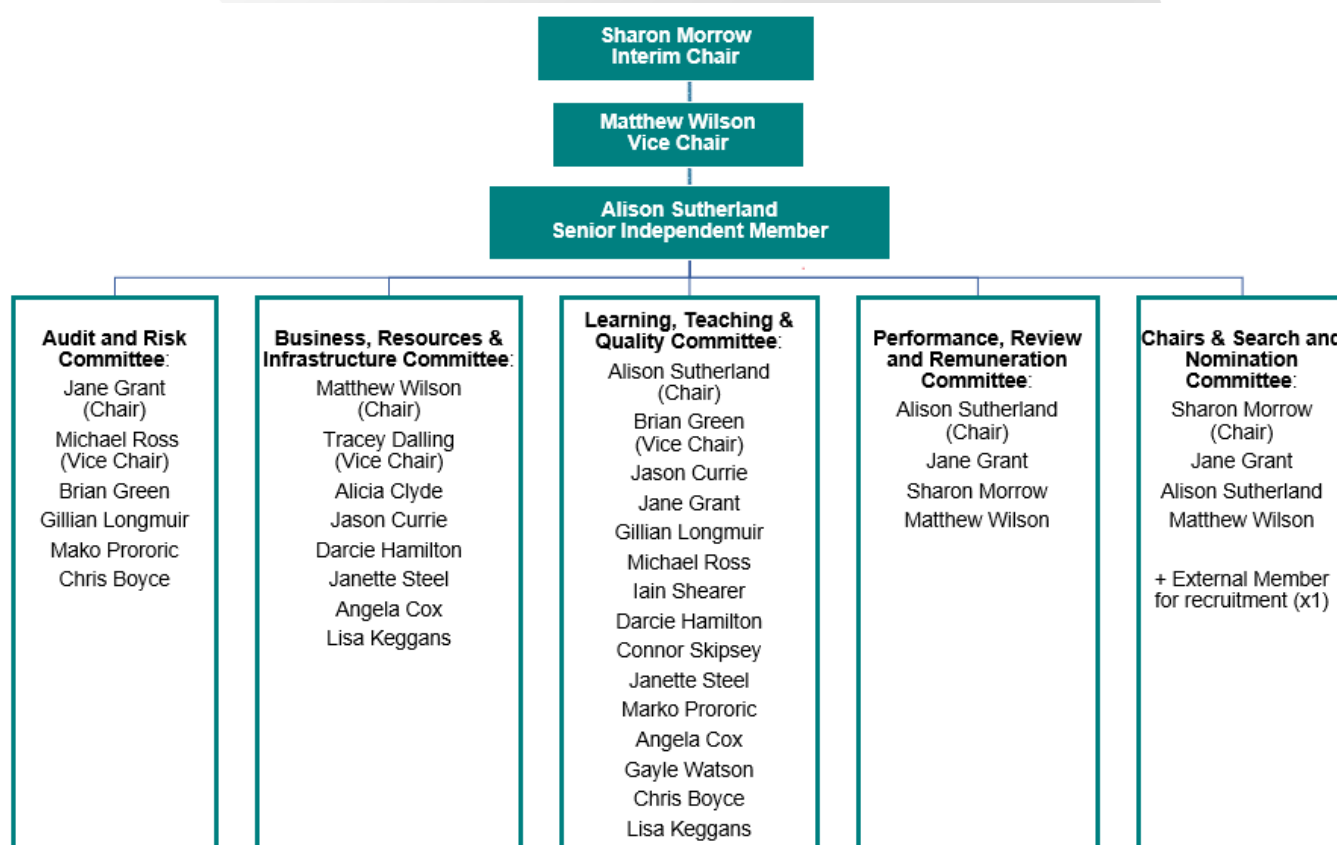 Sharon Morrow
Interim Chair
Matthew Wilson
Vice Chair
Alison Sutherland
Senior Independent Member
Audit and Risk
Committee:
Jane Grant
(Chair)
Michael Ross
(Vice Chair)
Brian Green
Gillian Longmuir
Mako Prororic
Chris Boyce
Business, Resources &
Infrastructure Committee:
Matthew Wilson
(Chair)
Tracey Dalling
(Vice Chair)
Alicia Clyde
Jason Currie
Darcie Hamilton
Janette Steel
Angela Cox
Lisa Keggans
Learning, Teaching &
Quality Committee:
Alison Sutherland
(Chair)
Brian Green
(Vice Chair)
Jason Currie
Jane Grant
Gillian Longmuir
Michael Ross
Iain Shearer
Darcie Hamilton
Connor Skipsey
Janette Steel
Marko Prororic
Angela Cox
Gayle Watson
Chris Boyce
Lisa Keggans
Performance, Review
and Remuneration
Committee:
Alison Sutherland
(Chair)
Jane Grant
Sharon Morrow
Matthew Wilson
Chairs & Search and
Nomination
Committee:
Sharon Morrow
(Chair)
Jane Grant
Alison Sutherland
Matthew Wilson
+ External Member
for recruitment (x1)